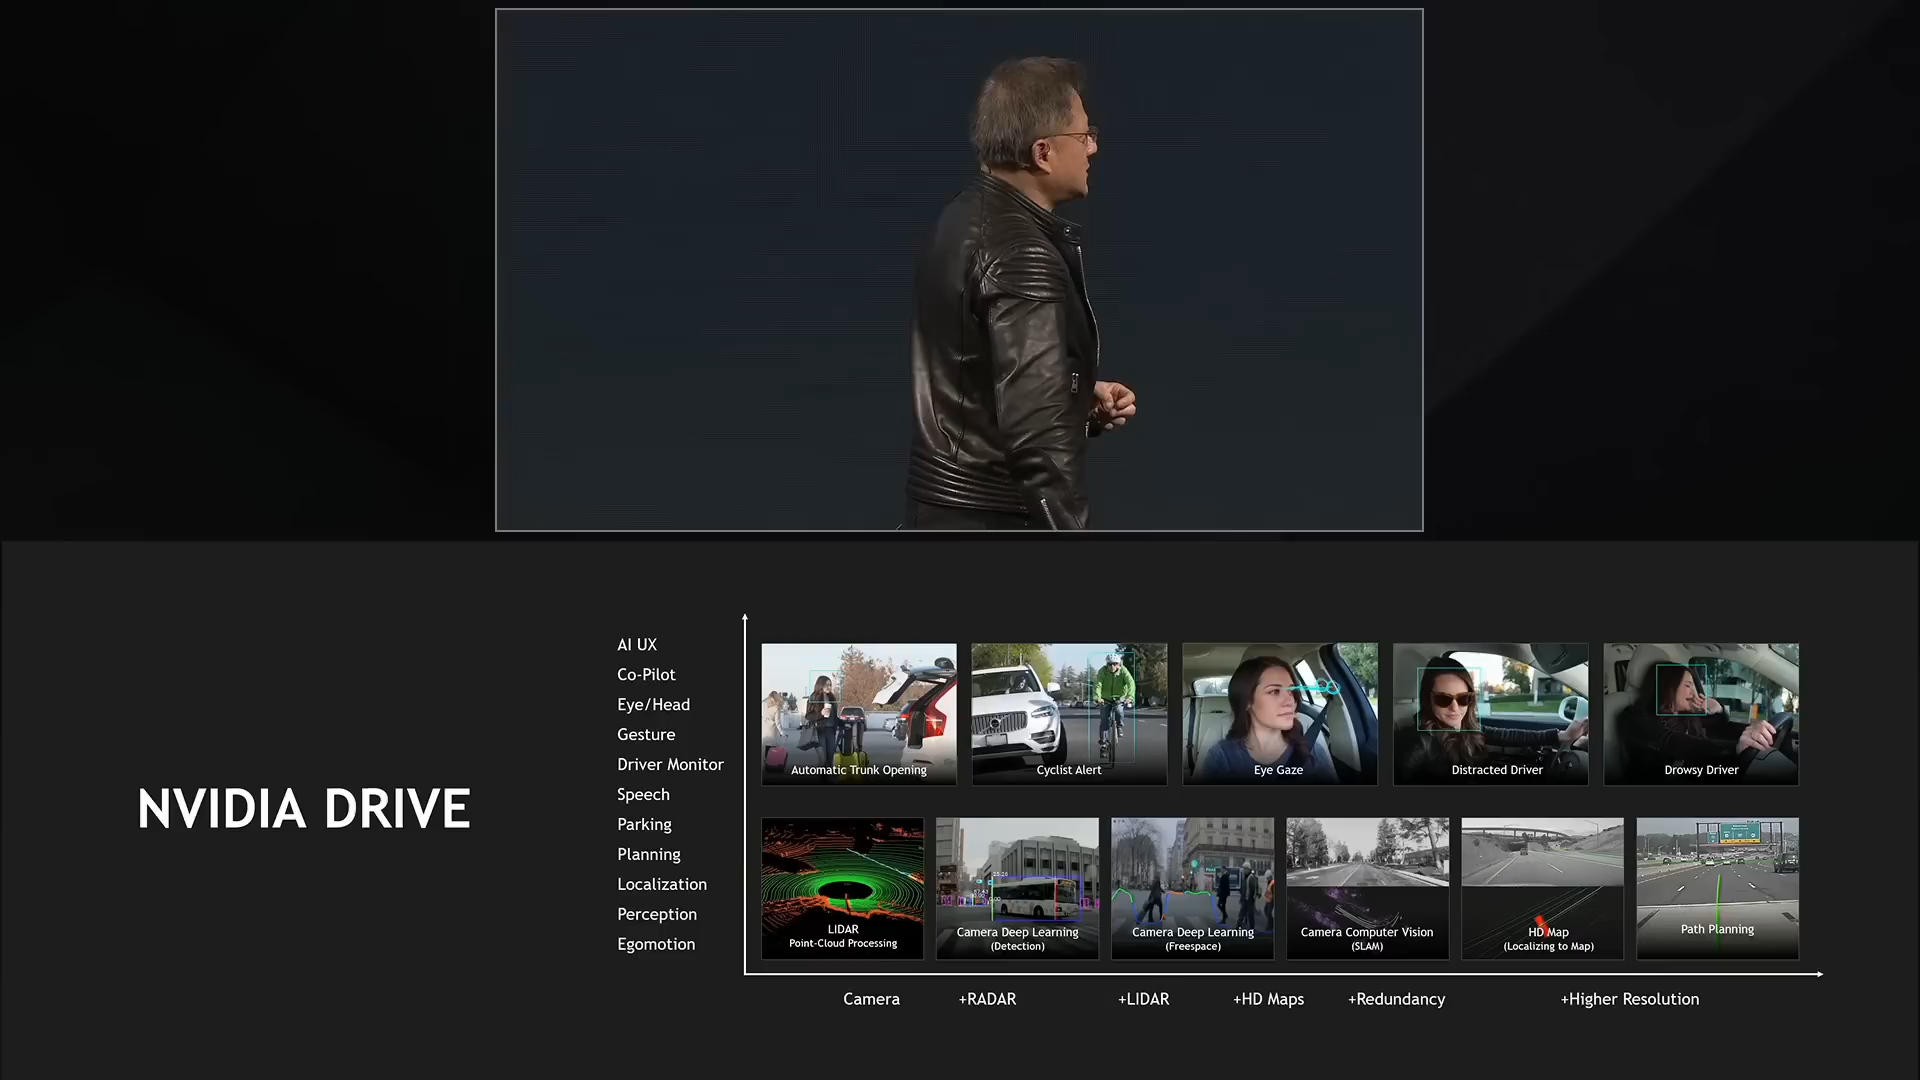 NVIDIA DRIVE
AI UX
Co-Pilot
Eye/Head
Gesture
Driver Monitor
Speech
Parking
Planning
Localization
Perception
Egomotion
Automatic Trunk Opening
Cyclist Alert
Eye Gaze
Distracted Driver
Drowsy Driver
LIDAR
Point-Cloud Processing
Camera Deep Learning
(Detection)
Camera Deep Learning
(Freespace)
Camera Computer Vision
(SLAM)
HD Map
(Localizing to Map)
Path Planning
Camera
+RADAR
+LIDAR
+HD Maps
+Redundancy
+Higher Resolution